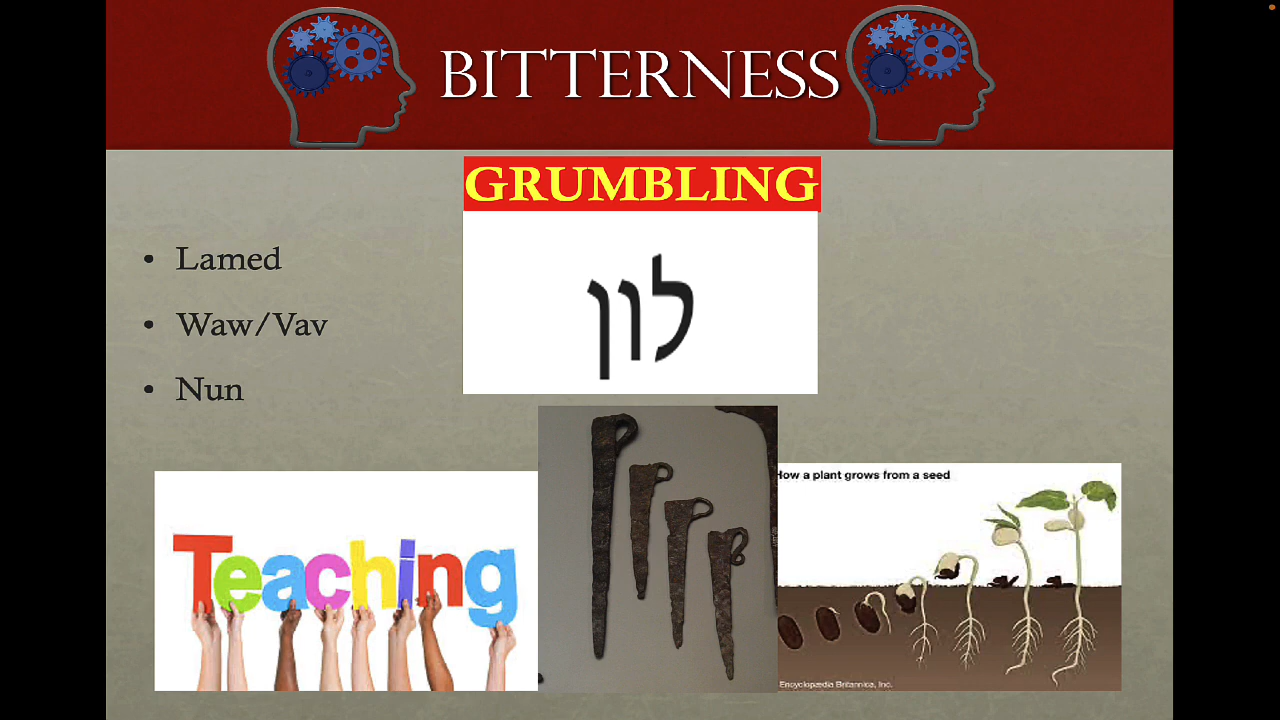 BITTERNESS
GRUMBLING
לון
• Lamed
• Waw/Vav
• Nun
Teaching
How a plant grows from a seed
Encyclopædia Britannica, Inc.